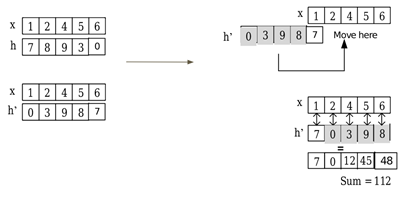 x 1 2 4 5 6
h 7 8 9 3 0
x 1 2 4 5 6
h' 0 3 9 8 7
x 1 2 4 5 6
h' 0 3 9 8 7 Move here
x 1 2 4 5 6
h' 7 0 3 9 8
=
7 0 12 45 48
Sum = 112